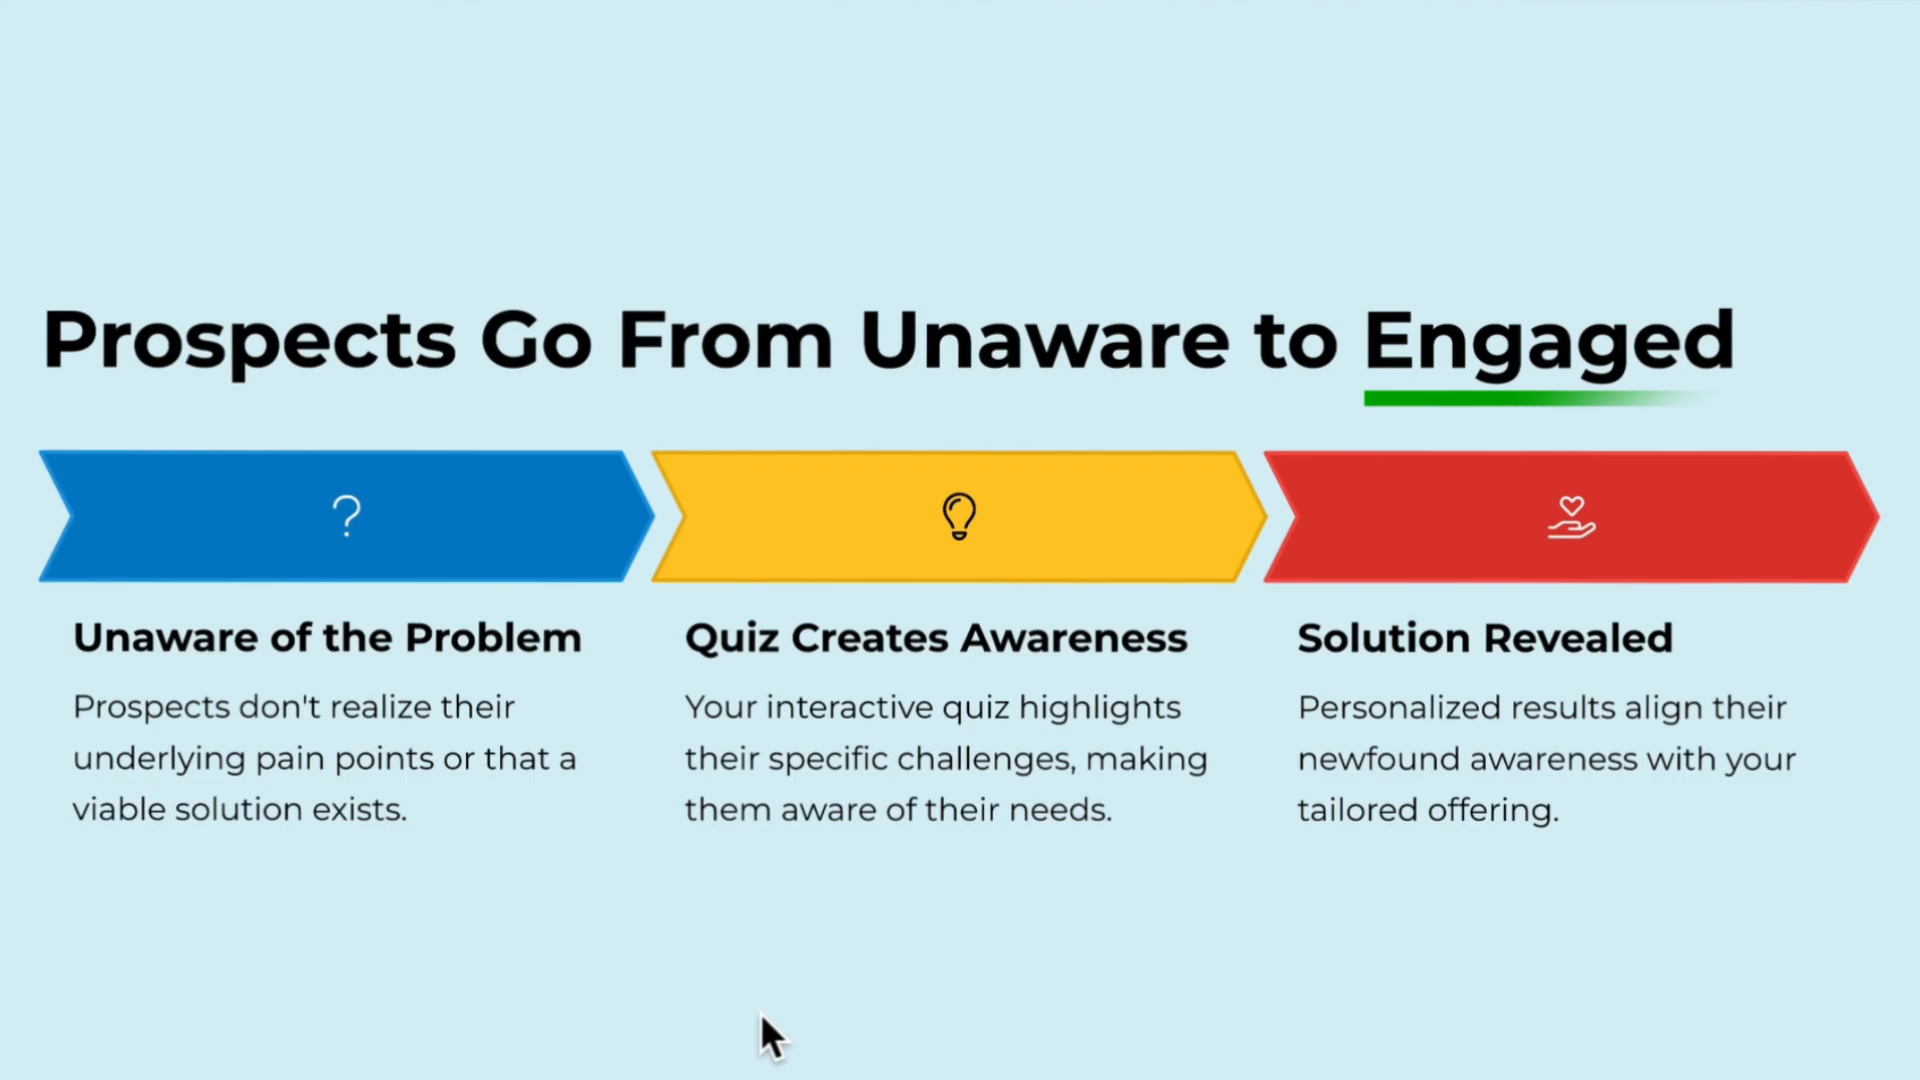 Prospects Go From Unaware to Engaged
Unaware of the Problem
Prospects don't realize their
underlying pain points or that a
viable solution exists.
Quiz Creates Awareness
Your interactive quiz highlights
their specific challenges, making
them aware of their needs.
Solution Revealed
Personalized results align their
newfound awareness with your
tailored offering.